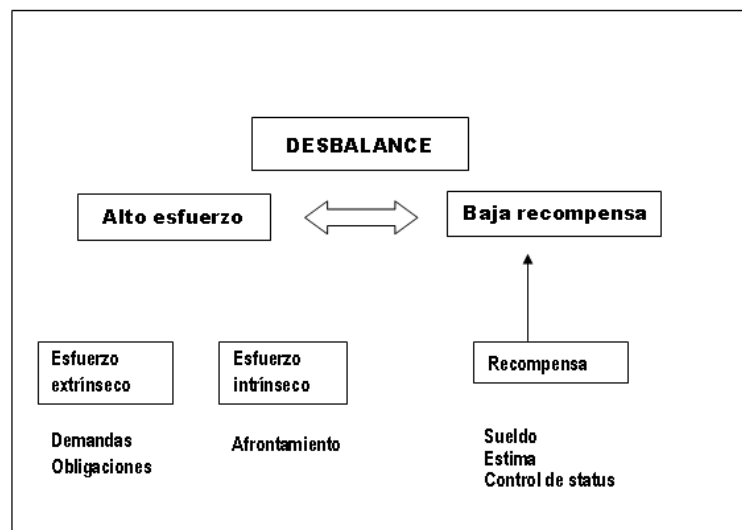 DESBALANCE
Alto esfuerzo
Baja recompensa
Esfuerzo
extrínseco
Esfuerzo
intrínseco
Recompensa
Demandas
Obligaciones
Afrontamiento
Sueldo
Estima
Control de status